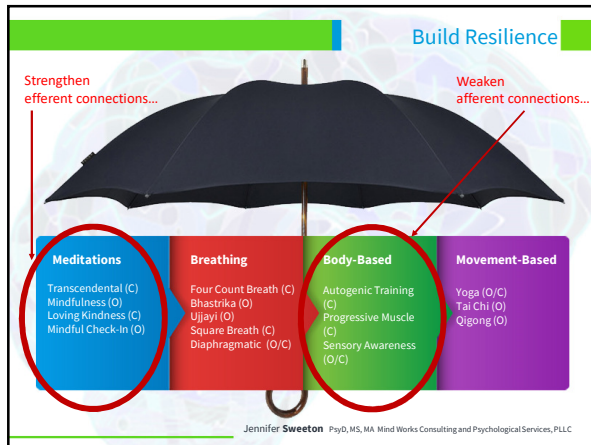 Build Resilience
Strengthen
efferent connections...
Weaken
afferent connections...
Meditations
Transcendental (C)
Mindfulness (O)
Loving Kindness (C)
Mindful Check-In (O)
Breathing
Four Count Breath (C)
Bhastrika (O)
Ujjayi (O)
Square Breath (C)
Diaphragmatic (O/C)
Body-Based
Autogenic Training
(C)
Progressive Muscle
(C)
Sensory Awareness
(O/C)
Movement-Based
Yoga (O/C)
Tai Chi (O)
Qigong (O)
Jennifer Sweeton PsyD, MS, MA Mind Works Consulting and Psychological Services, PLLC